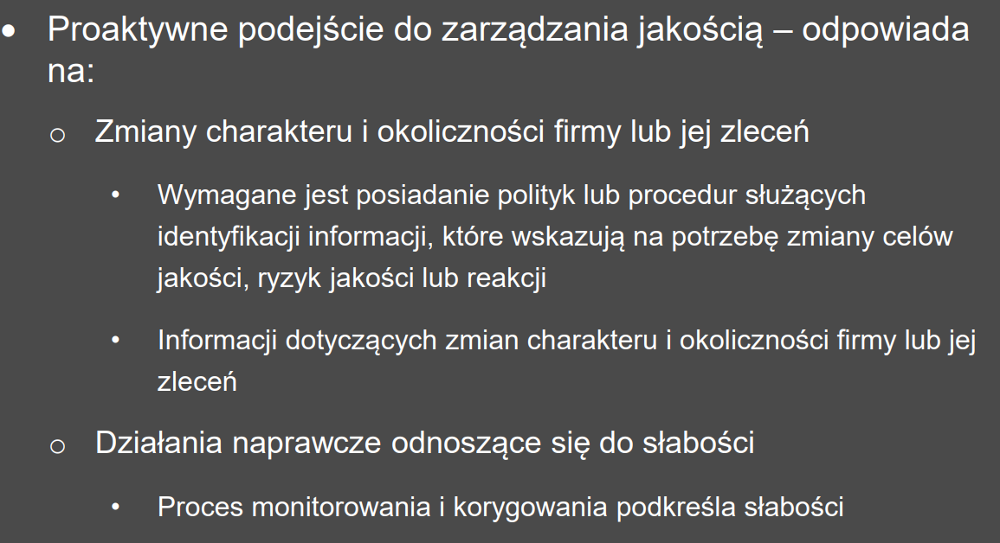 • Proaktywne podejście do zarządzania jakością – odpowiada
na:
o Zmiany charakteru i okoliczności firmy lub jej zleceń
• Wymagane jest posiadanie polityk lub procedur służących
identyfikacji informacji, które wskazują na potrzebę zmiany celów
jakości, ryzyk jakości lub reakcji
• Informacji dotyczących zmian charakteru i okoliczności firmy lub jej
zleceń
o Działania naprawcze odnoszące się do słabości
• Proces monitorowania i korygowania podkreśla słabości